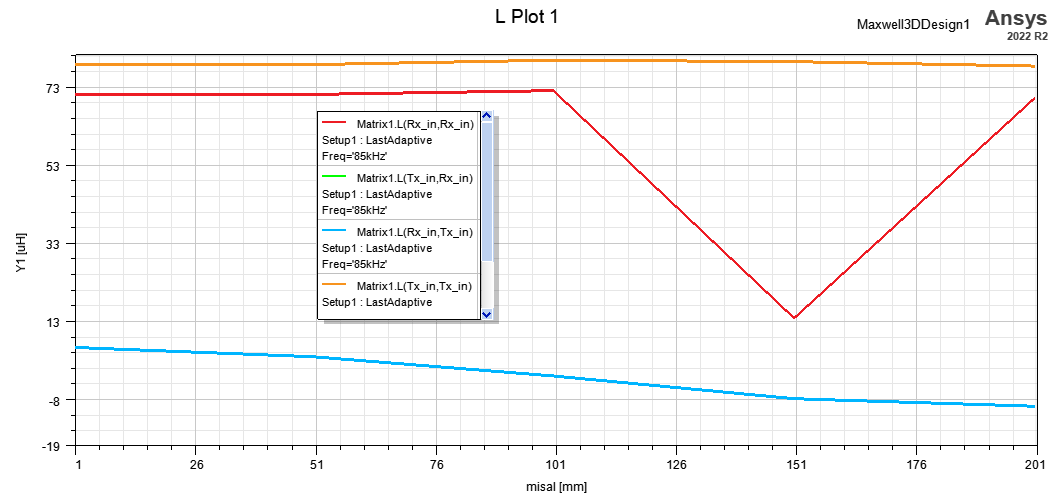 L Plot 1
Maxwell3DDesign1
Ansys
2022 R2
Y1 [uH]
73
53
33
13
-8
-19
Matrix1.L(Rx_in,Rx_in)
Setup1 : LastAdaptive
Freq='85kHz'
Matrix1.L(Tx_in,Rx_in)
Setup1 : LastAdaptive
Freq='85kHz'
Matrix1.L(Rx_in,Tx_in)
Setup1 : LastAdaptive
Freq='85kHz'
Matrix1.L(Tx_in,Tx_in)
Setup1 : LastAdaptive
1 26 51 76 101 126 151 176 201
misal [mm]